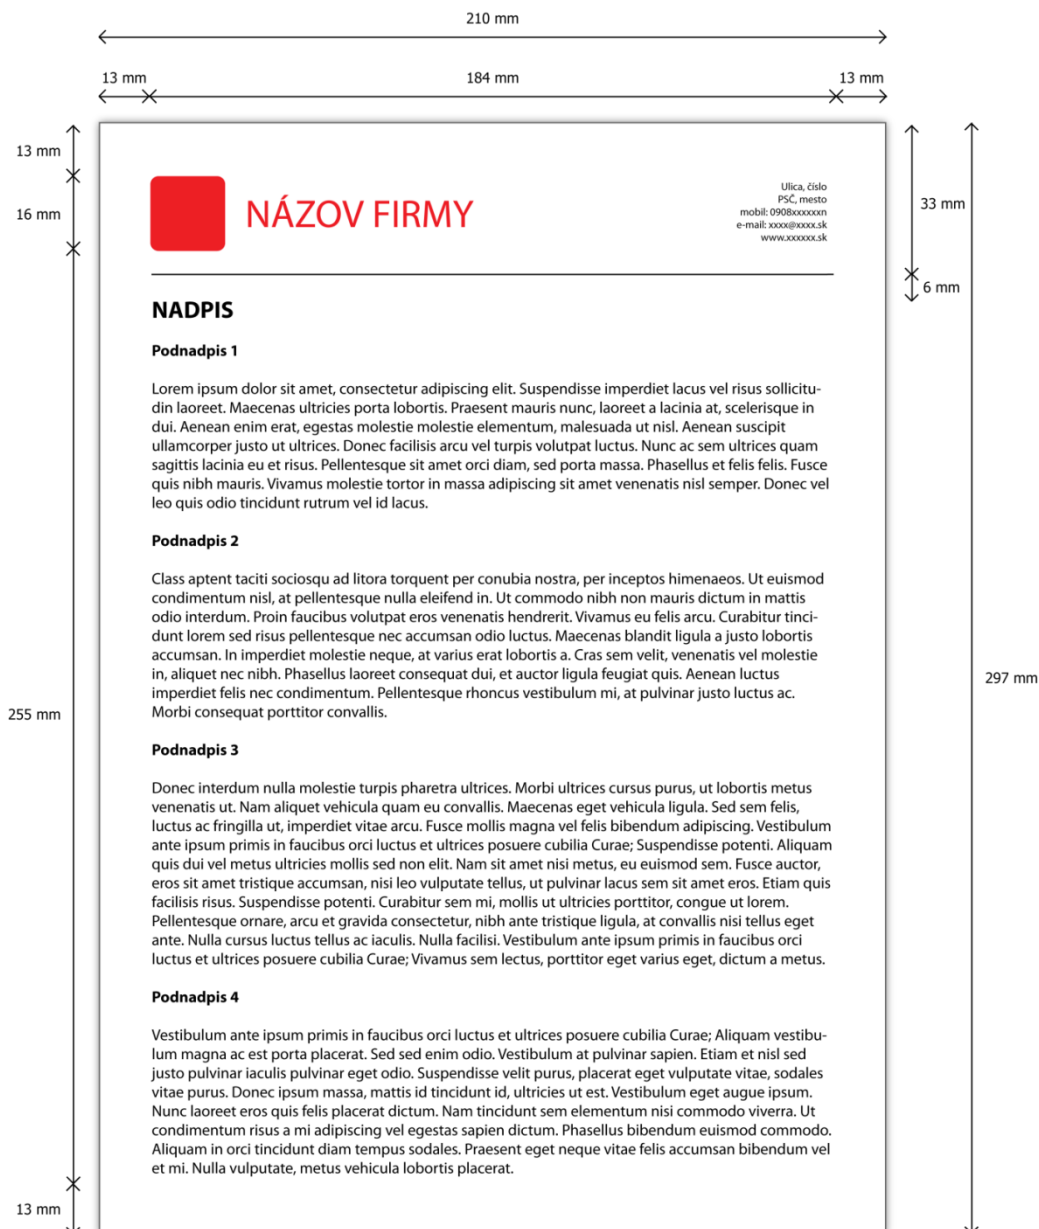 210 mm
13 mm
184 mm
13 mm
13 mm
16 mm
33 mm
6 mm
NÁZOV FIRMY
Ulica, číslo
PSČ, mesto
mobil: 0908xxxxxxn
e-mail: xxxx@xxxx.sk
www.xxxxxx.sk
NADPIS
Podnadpis 1
Lorem ipsum dolor sit amet, consectetur adipiscing elit. Suspendisse imperdiet lacus vel risus sollicitu-
din laoreet. Maecenas ultricies porta lobortis. Praesent mauris nunc, laoreet a lacinia at, scelerisque in
dui. Aenean enim erat, egestas molestie molestie elementum, malesuada ut nisl. Aenean suscipit
ullamcorper justo ut ultrices. Donec facilisis arcu vel turpis volutpat luctus. Nunc ac sem ultrices quam
sagittis lacinia eu et risus. Pellentesque sit amet orci diam, sed porta massa. Phasellus et felis felis. Fusce
quis nibh mauris. Vivamus molestie tortor in massa adipiscing sit amet venenatis nisl semper. Donec vel
leo quis odio tincidunt rutrum vel id lacus.
Podnadpis 2
Class aptent taciti sociosqu ad litora torquent per conubia nostra, per inceptos himenaeos. Ut euismod
condimentum nisl, at pellentesque nulla eleifend in. Ut commodo nibh non mauris dictum in mattis
odio interdum. Proin faucibus volutpat eros venenatis hendrerit. Vivamus eu felis arcu. Curabitur tinci-
dunt lorem sed risus pellentesque nec accumsan odio luctus. Maecenas blandit ligula a justo lobortis
accumsan. In imperdiet molestie neque, at varius erat lobortis a. Cras sem velit, venenatis vel molestie
in, aliquet nec nibh. Phasellus laoreet consequat dui, et auctor ligula feugiat quis. Aenean luctus
imperdiet felis nec condimentum. Pellentesque rhoncus vestibulum mi, at pulvinar justo luctus ac.
Morbi consequat porttitor convallis.
255 mm
297 mm
Podnadpis 3
Donec interdum nulla molestie turpis pharetra ultrices. Morbi ultrices cursus purus, ut lobortis metus
venenatis ut. Nam aliquet vehicula quam eu convallis. Maecenas eget vehicula ligula. Sed sem felis,
luctus ac fringilla ut, imperdiet vitae arcu. Fusce mollis magna vel felis bibendum adipiscing. Vestibulum
ante ipsum primis in faucibus orci luctus et ultrices posuere cubilia Curae; Suspendisse potenti. Aliquam
quis dui vel metus ultricies mollis sed non elit. Nam sit amet nisi metus, eu euismod sem. Fusce auctor,
eros sit amet tristique accumsan, nisi leo vulputate tellus, ut pulvinar lacus sem sit amet eros. Etiam quis
facilisis risus. Suspendisse potenti. Curabitur sem mi, mollis ut ultricies porttitor, congue ut lorem.
Pellentesque ornare, arcu et gravida consectetur, nibh ante tristique ligula, at convallis nisi tellus eget
ante. Nulla cursus luctus tellus ac iaculis. Nulla facilisi. Vestibulum ante ipsum primis in faucibus orci
luctus et ultrices posuere cubilia Curae; Vivamus sem lectus, porttitor eget varius eget, dictum a metus.
Podnadpis 4
Vestibulum ante ipsum primis in faucibus orci luctus et ultrices posuere cubilia Curae; Aliquam vestibu-
lum magna ac est porta placerat. Sed sed enim odio. Vestibulum at pulvinar sapien. Etiam et nisl sed
justo pulvinar iaculis pulvinar eget odio. Suspendisse velit purus, placerat eget vulputate vitae, sodales
vitae purus. Donec ipsum massa, mattis id tincidunt id, ultricies ut est. Vestibulum eget augue ipsum.
Nunc laoreet eros quis felis placerat dictum. Nam tincidunt sem elementum nisi commodo viverra. Ut
condimentum risus a mi adipiscing vel egestas sapien dictum. Phasellus bibendum euismod commodo.
Aliquam in orci tincidunt diam tempus sodales. Praesent eget neque vitae felis accumsan bibendum vel
et mi. Nulla vulputate, metus vehicula lobortis placerat.
13 mm